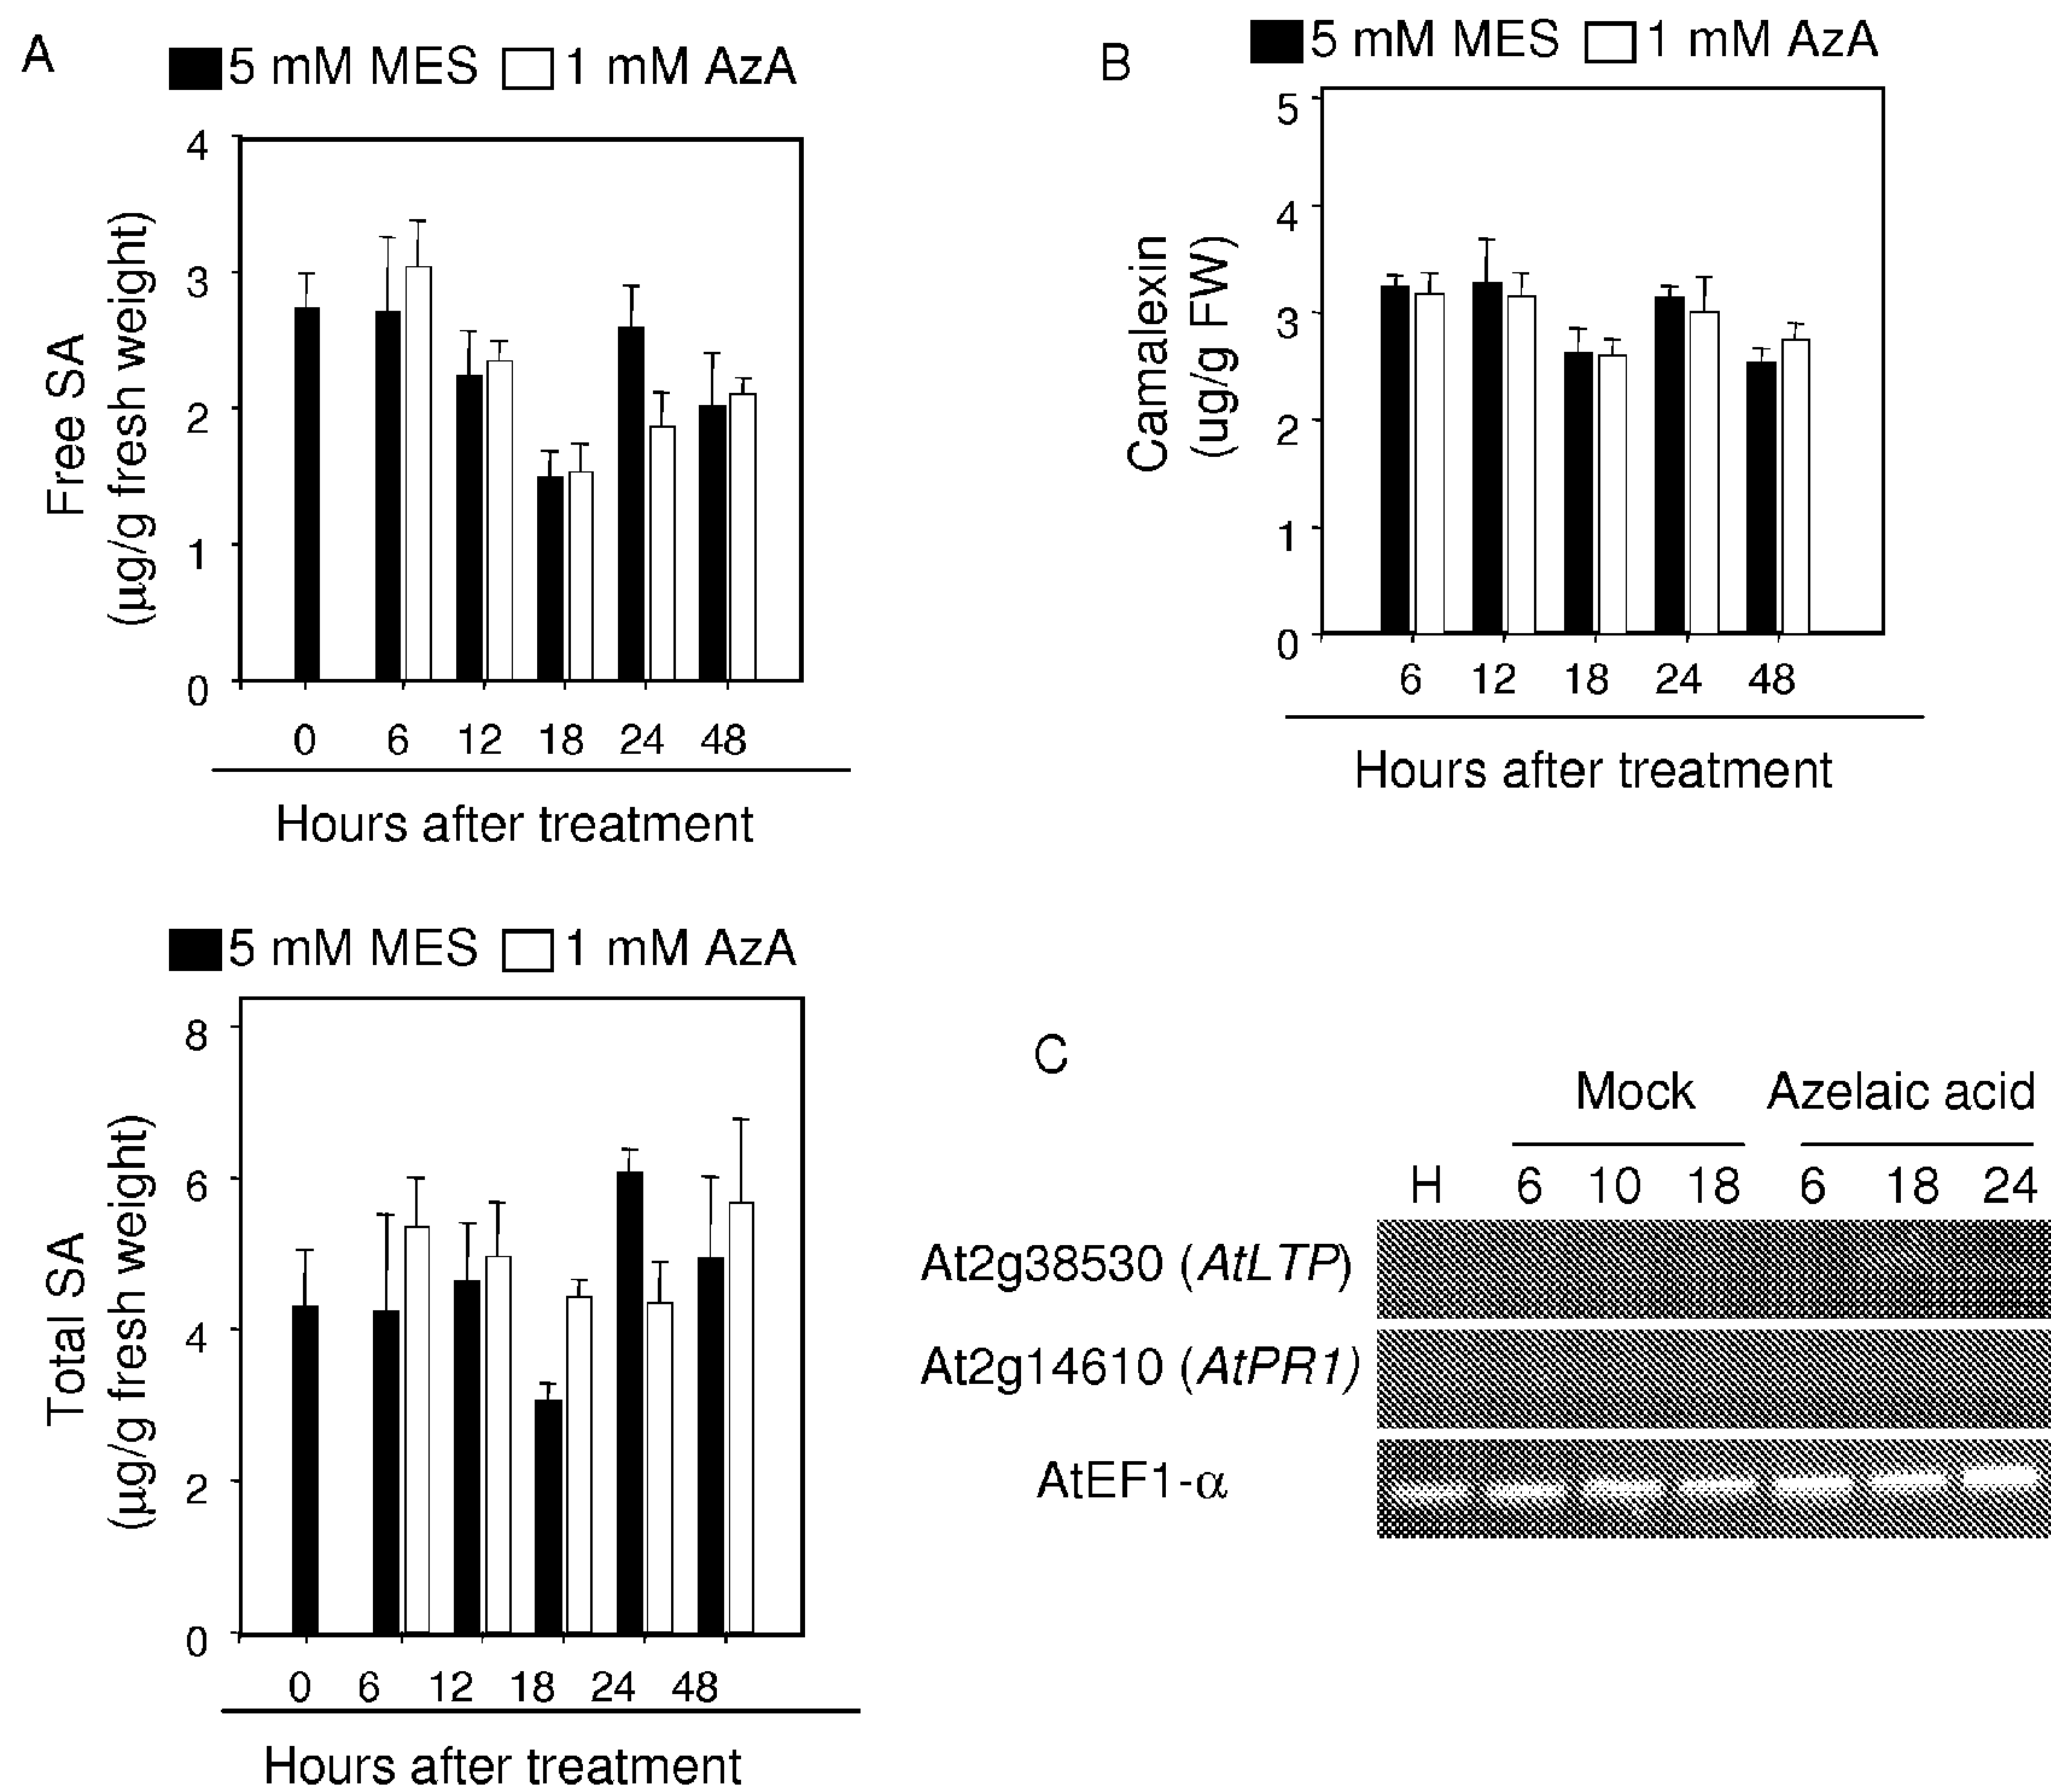 A
5 mM MES 1 mM AzA
4
3
2
1
0
Free SA
(µg/g fresh weight)
0 6 12 18 24 48
Hours after treatment
B
5 mM MES 1 mM AzA
5
4
3
2
1
0
Camalexin
(ug/g FW)
6 12 18 24 48
Hours after treatment
5 mM MES 1 mM AzA
8
6
4
2
0
Total SA
(µg/g fresh weight)
0 6 12 18 24 48
Hours after treatment
C
Mock Azelaic acid
H 6 10 18 6 18 24
At2g38530 (AtLTP)
At2g14610 (AtPR1)
AtEF1-α